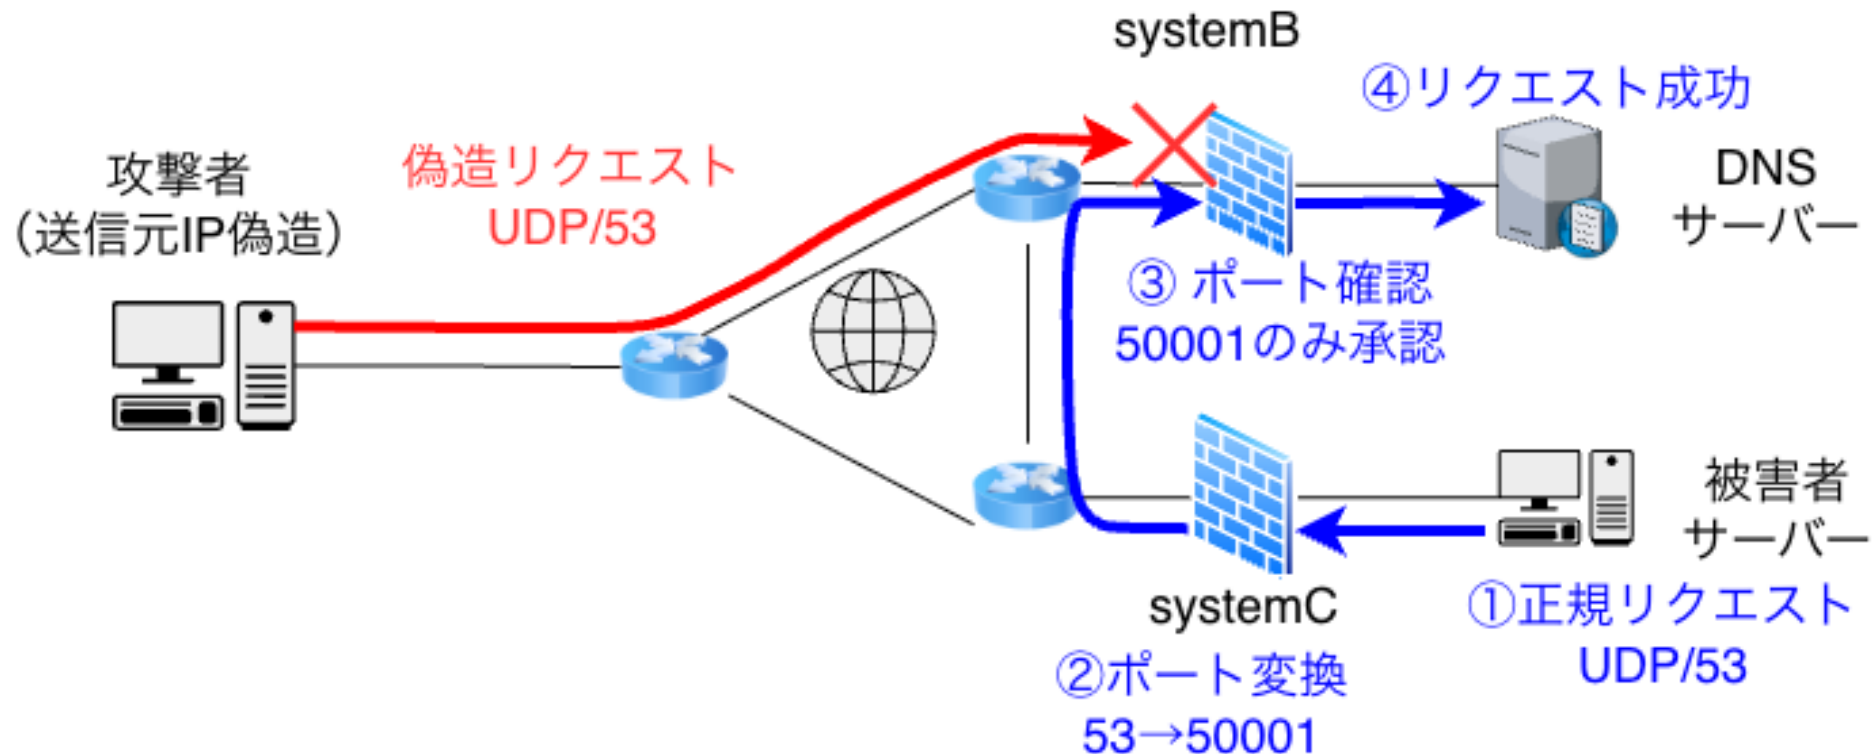 systemB
④リクエスト成功
攻撃者
（送信元IP偽造）
偽造リクエスト
UDP/53
DNS
サーバー
③ ポート確認
50001のみ承認
被害者
サーバー
systemC
①正規リクエスト
UDP/53
②ポート変換
53→50001